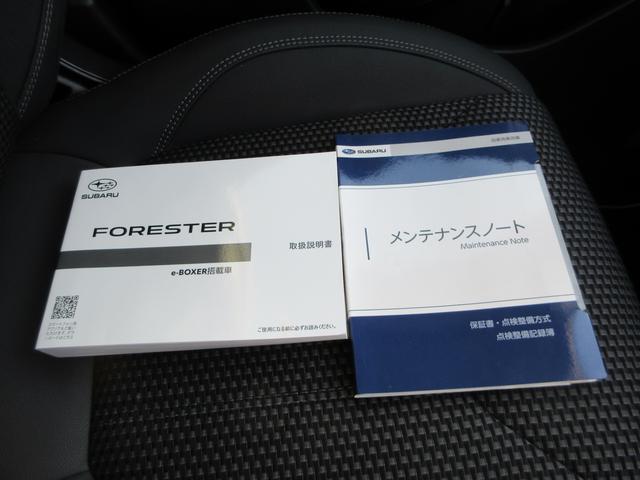 SUBARU
FORESTER
取扱説明書
e-BOXER搭載車
ご使用になる前に必ずお読みください。
SUBARU
メンテナンスノート
Maintenance Note
保証書・点検整備方式
点検整備記録簿